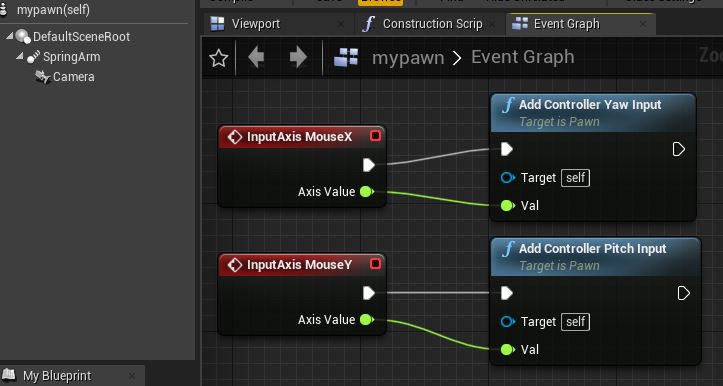 mypawn(self)
DefaultSceneRoot
SpringArm
Camera
My Blueprint
Viewport
Construction Scrip
Event Graph
mypawn > Event Graph
InputAxis MouseX
Axis Value
Add Controller Yaw Input
Target is Pawn
Target self
Val
InputAxis MouseY
Axis Value
Add Controller Pitch Input
Target is Pawn
Target self
Val